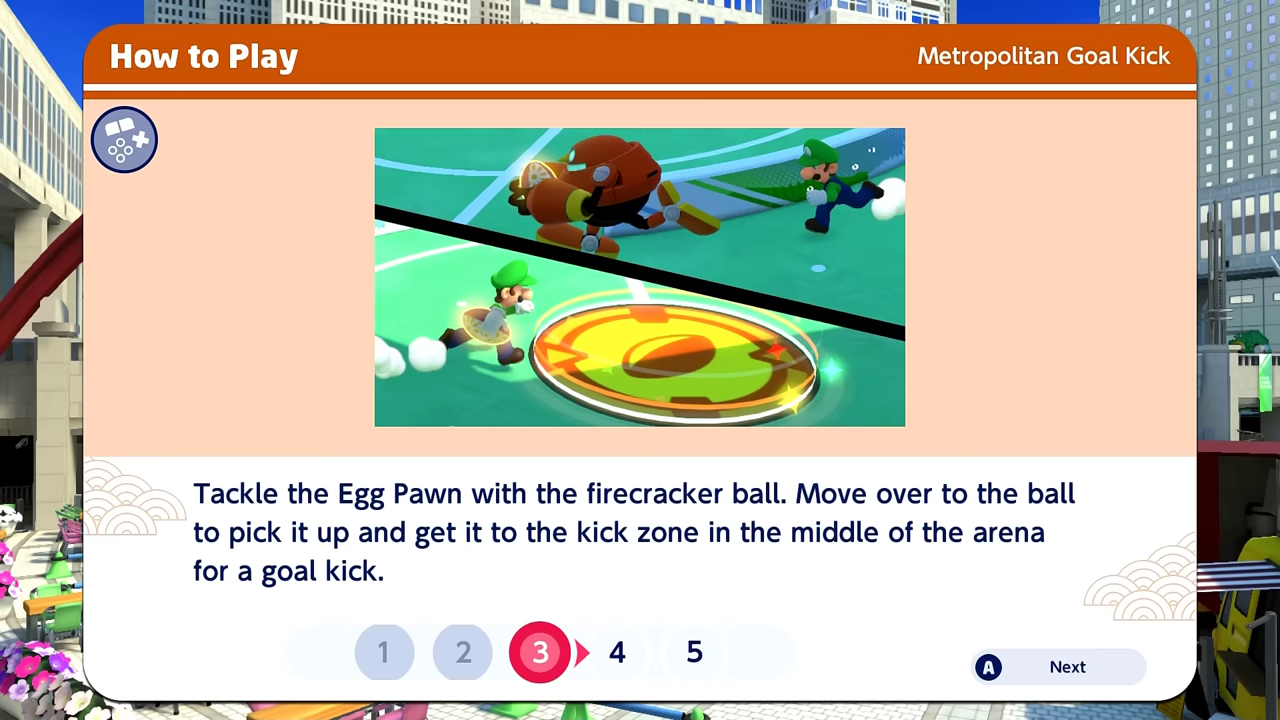 How to Play
Metropolitan Goal Kick
Tackle the Egg Pawn with the firecracker ball. Move over to the ball
to pick it up and get it to the kick zone in the middle of the arena
for a goal kick.
1 2 3 4 5
A Next